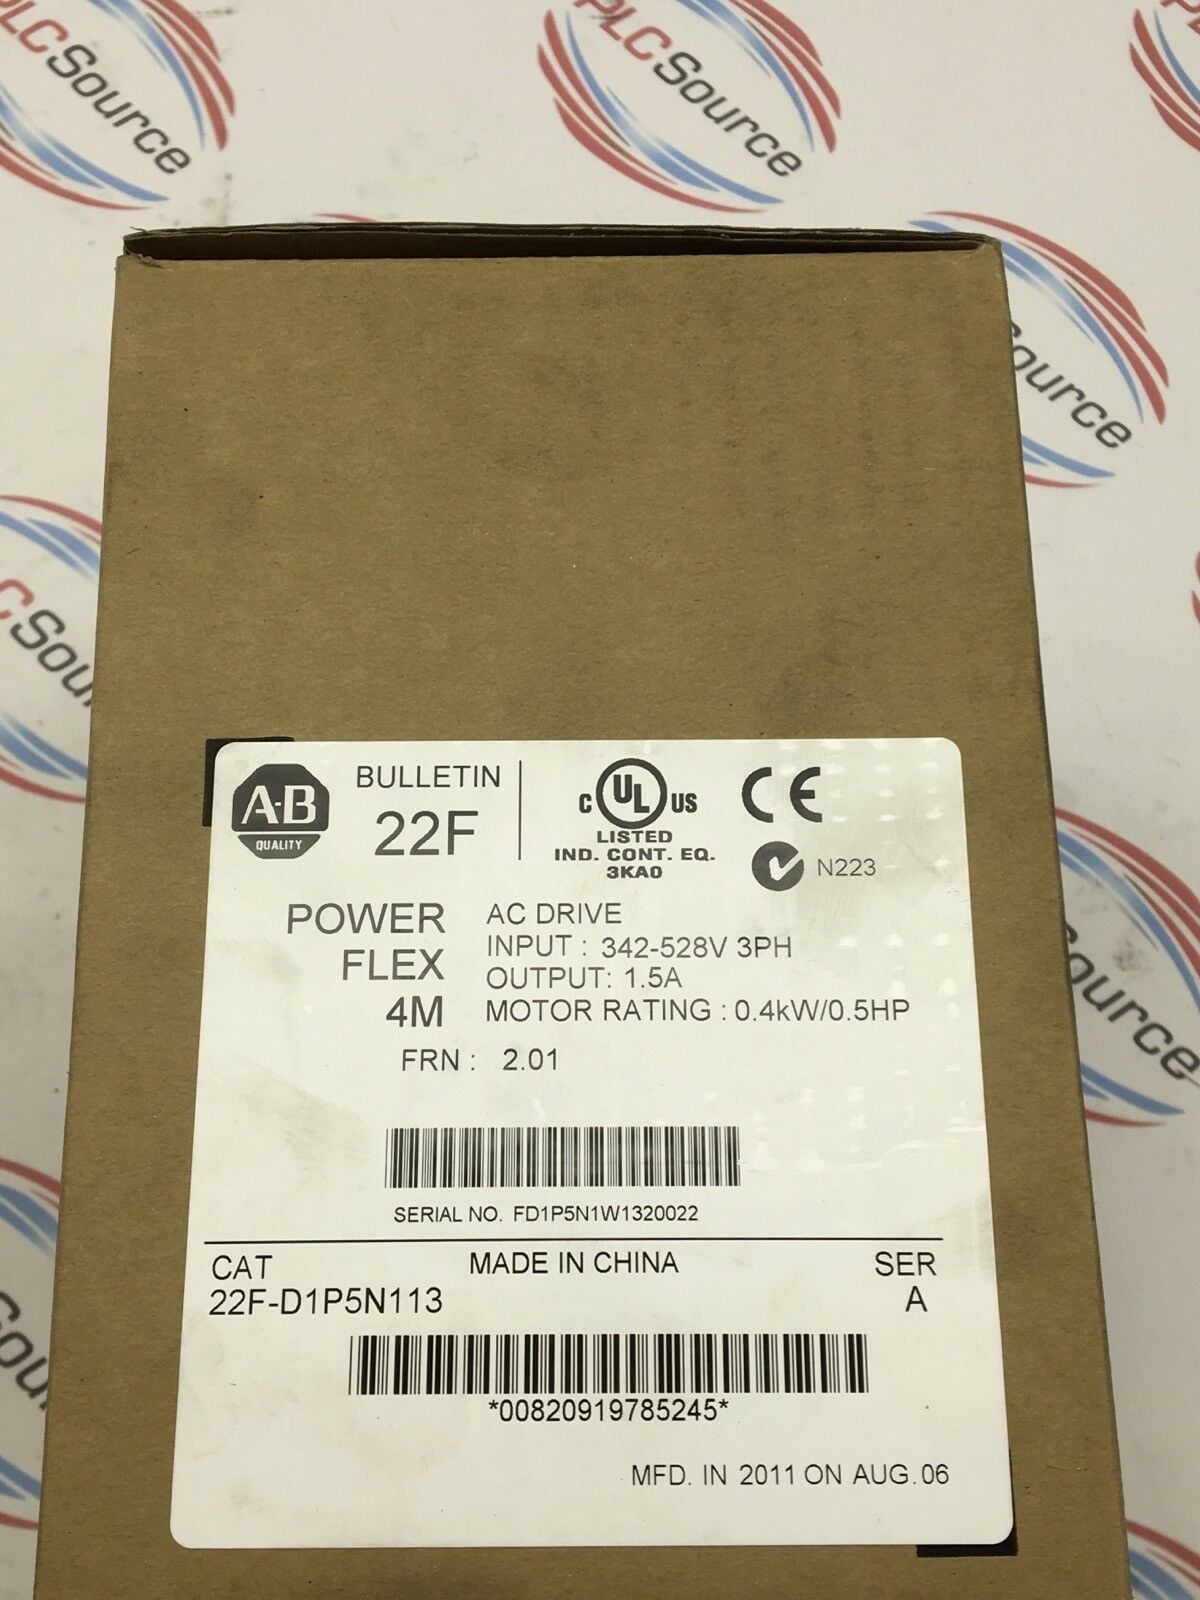 PLCSource
PLCSource
Source
PLCSource
Source
A·B
QUALITY
BULLETIN
22F
C UL US
LISTED
IND. CONT. EQ.
3KA0
CE
N223
POWER
FLEX
4M
AC DRIVE
INPUT : 342-528V 3PH
OUTPUT: 1.5A
MOTOR RATING : 0.4kW/0.5HP
FRN : 2.01
SERIAL NO. FD1P5N1W1320022
CAT MADE IN CHINA SER
22F-D1P5N113 A
*00820919785245*
MFD. IN 2011 ON AUG.06